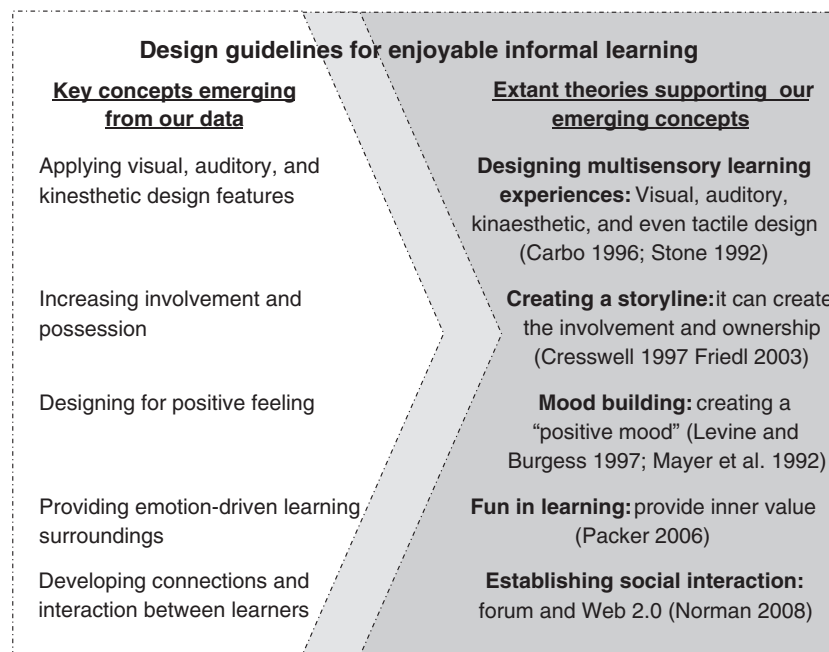 Design guidelines for enjoyable informal learning
Key concepts emerging
from our data
Applying visual, auditory, and
kinesthetic design features
Increasing involvement and
possession
Designing for positive feeling
Providing emotion-driven learning
surroundings
Developing connections and
interaction between learners
Extant theories supporting our
emerging concepts
Designing multisensory learning
experiences: Visual, auditory,
kinaesthetic, and even tactile design
(Carbo 1996; Stone 1992)
Creating a storyline: it can create
the involvement and ownership
(Cresswell 1997 Friedl 2003)
Mood building: creating a
“positive mood” (Levine and
Burgess 1997; Mayer et al. 1992)
Fun in learning: provide inner value
(Packer 2006)
Establishing social interaction:
forum and Web 2.0 (Norman 2008)